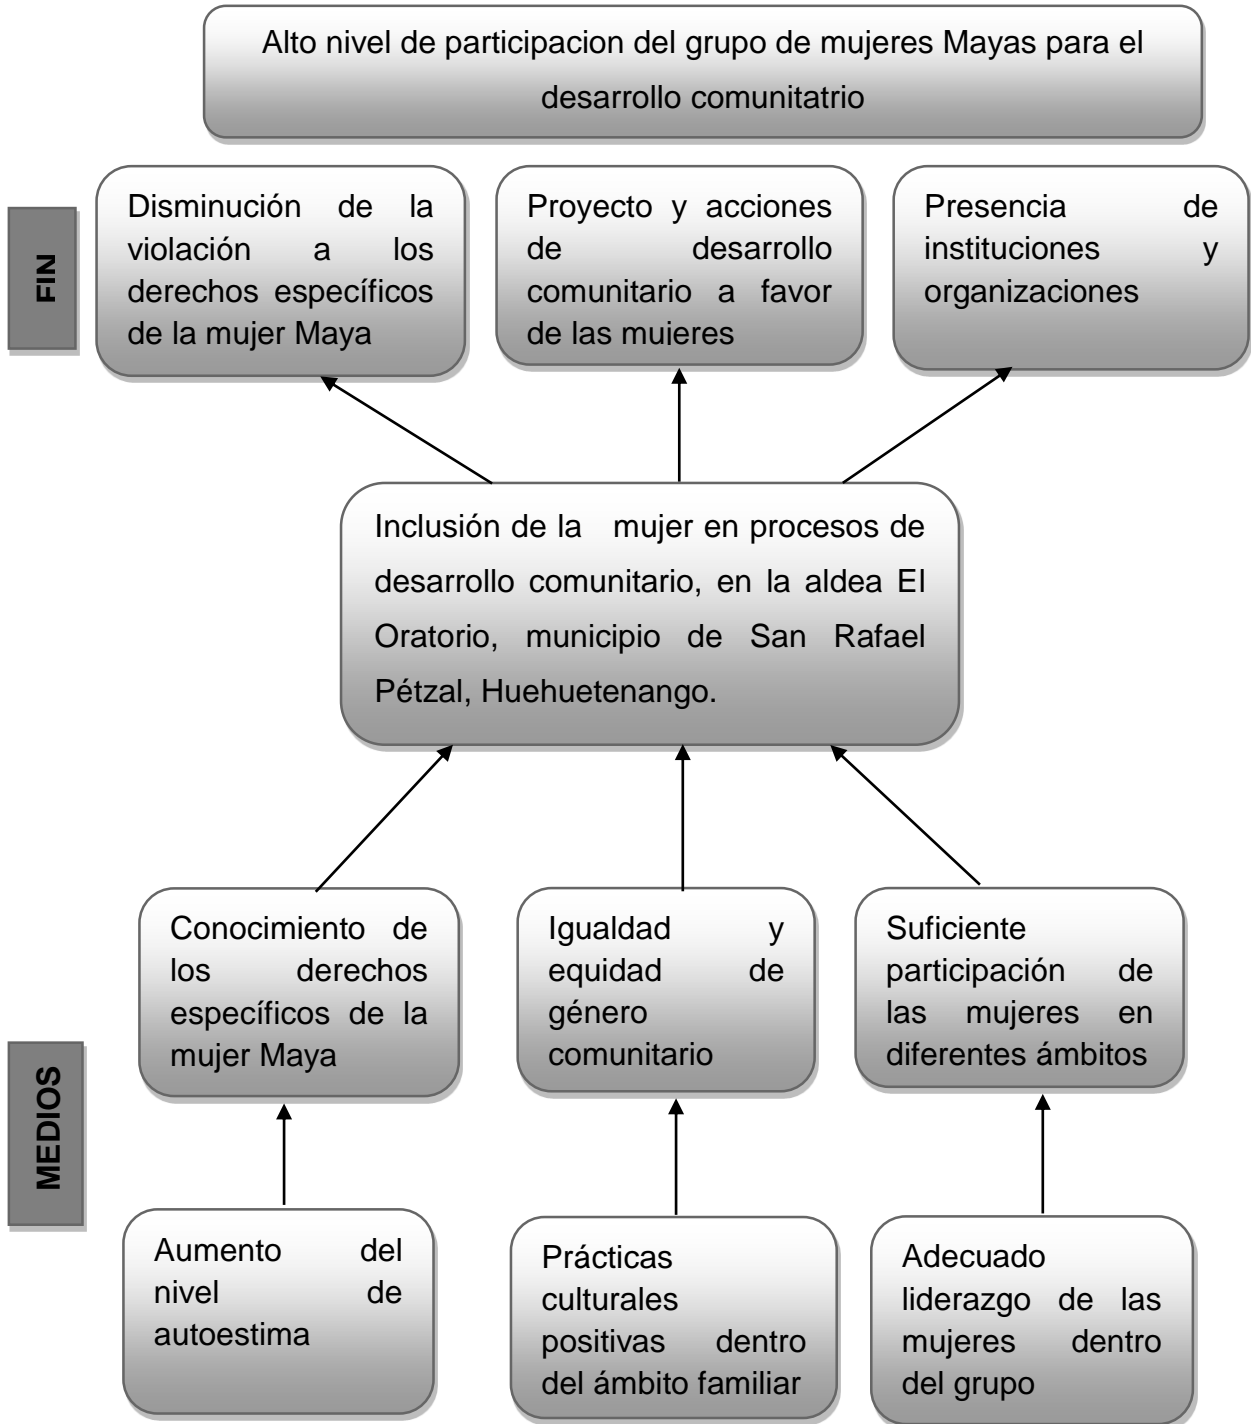 Alto nivel de participacion del grupo de mujeres Mayas para el
desarrollo comunitatrio
FIN
Disminución de la
violación a los
derechos específicos
de la mujer Maya
Proyecto y acciones
de desarrollo
comunitario a favor
de las mujeres
Presencia de
instituciones y
organizaciones
Inclusión de la mujer en procesos de
desarrollo comunitario, en la aldea El
Oratorio, municipio de San Rafael
Pétzal, Huehuetenango.
MEDIOS
Conocimiento de
los derechos
específicos de la
mujer Maya
Igualdad y
equidad de
género
comunitario
Suficiente
participación de
las mujeres en
diferentes ámbitos
Aumento del
nivel de
autoestima
Prácticas
culturales
positivas dentro
del ámbito familiar
Adecuado
liderazgo de las
mujeres dentro
del grupo